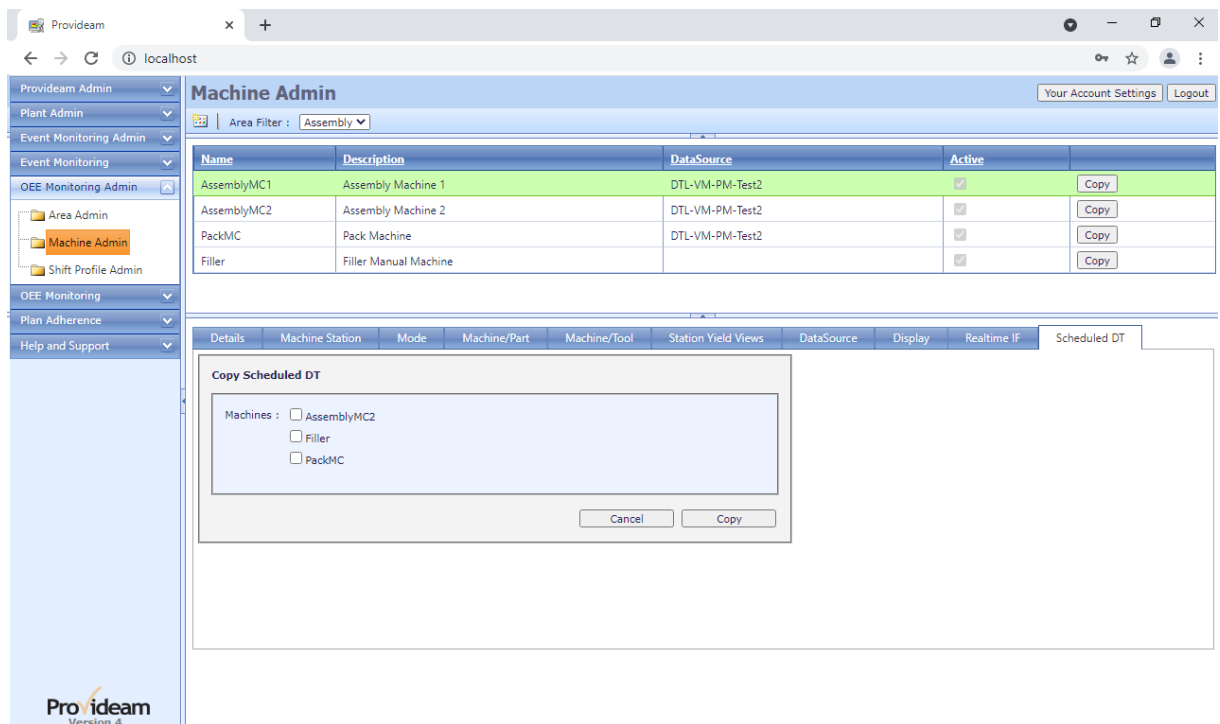 Provideam
localhost
Provideam Admin
Plant Admin
Event Monitoring Admin
Event Monitoring
OEE Monitoring Admin
Area Admin
Machine Admin
Shift Profile Admin
OEE Monitoring
Plan Adherence
Help and Support
Machine Admin
Your Account Settings Logout
Area Filter : Assembly
Name Description DataSource Active
AssemblyMC1 Assembly Machine 1 DTL-VM-PM-Test2 Copy
AssemblyMC2 Assembly Machine 2 DTL-VM-PM-Test2 Copy
PackMC Pack Machine DTL-VM-PM-Test2 Copy
Filler Filler Manual Machine Copy
Details Machine Station Mode Machine/Part Machine/Tool Station Yield Views DataSource Display Realtime IF Scheduled DT
Copy Scheduled DT
Machines : AssemblyMC2
Filler
PackMC
Cancel Copy
Provideam
Version 4